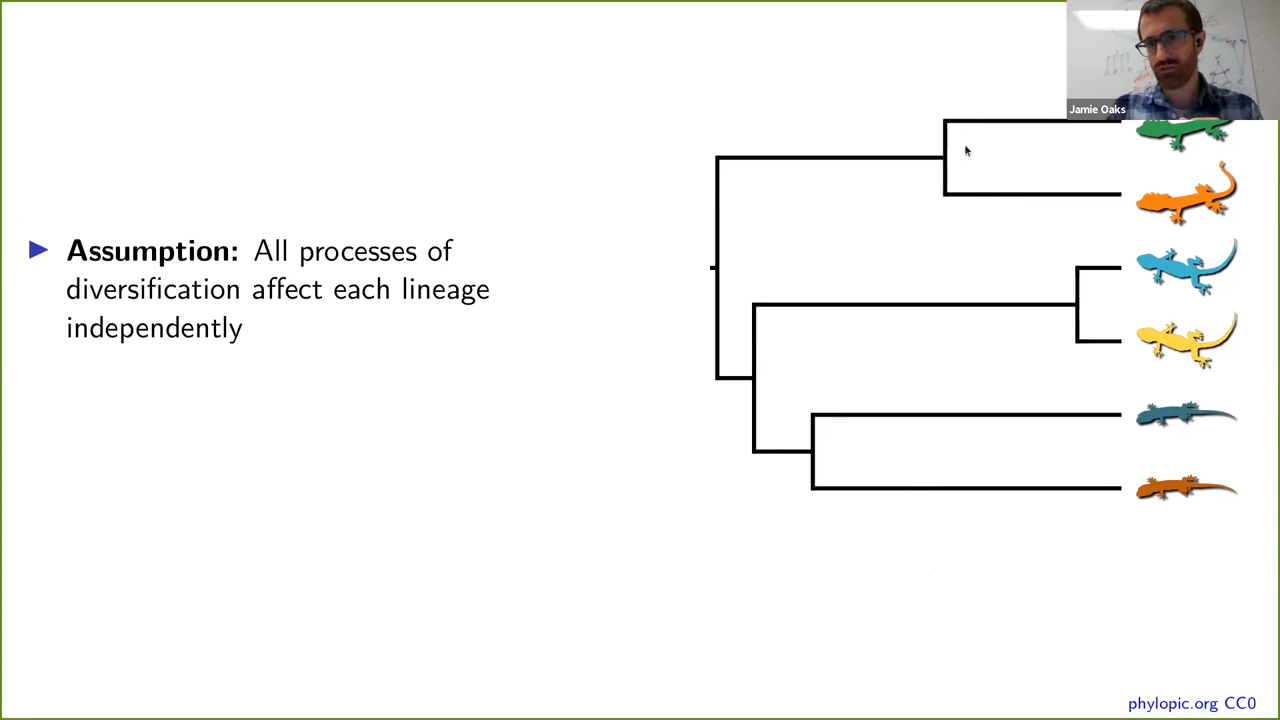 Jamie Oaks
▶ Assumption: All processes of
diversification affect each lineage
independently
phylopic.org CC0